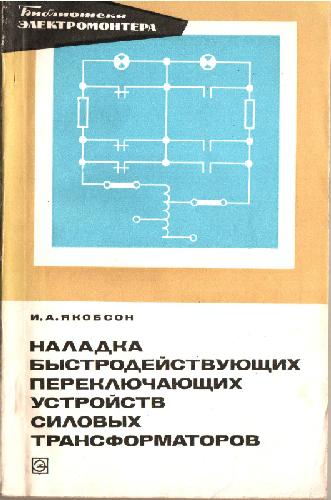 Библиотека
ЭЛЕКТРОМОНТЕРА
И.А.ЯКОБСОН
НАЛАДКА
БЫСТРОДЕЙСТВУЮЩИХ
ПЕРЕКЛЮЧАЮЩИХ
УСТРОЙСТВ
СИЛОВЫХ
ТРАНСФОРМАТОРОВ